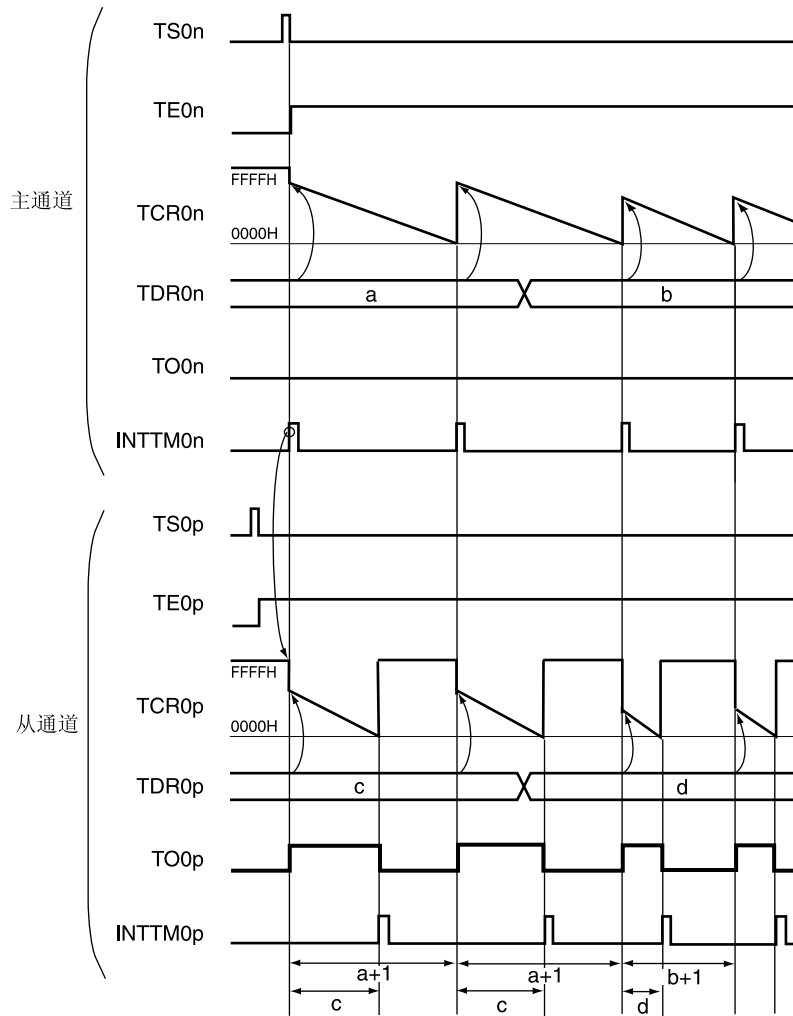 主通道
TS0n
TE0n
FFFFH
TCR0n
0000H
TDR0n
a
b
TO0n
INTTM0n
从通道
TS0p
TE0p
FFFFH
TCR0p
0000H
TDR0p
c
d
TO0p
INTTM0p
a+1
a+1
b+1
c
c
d